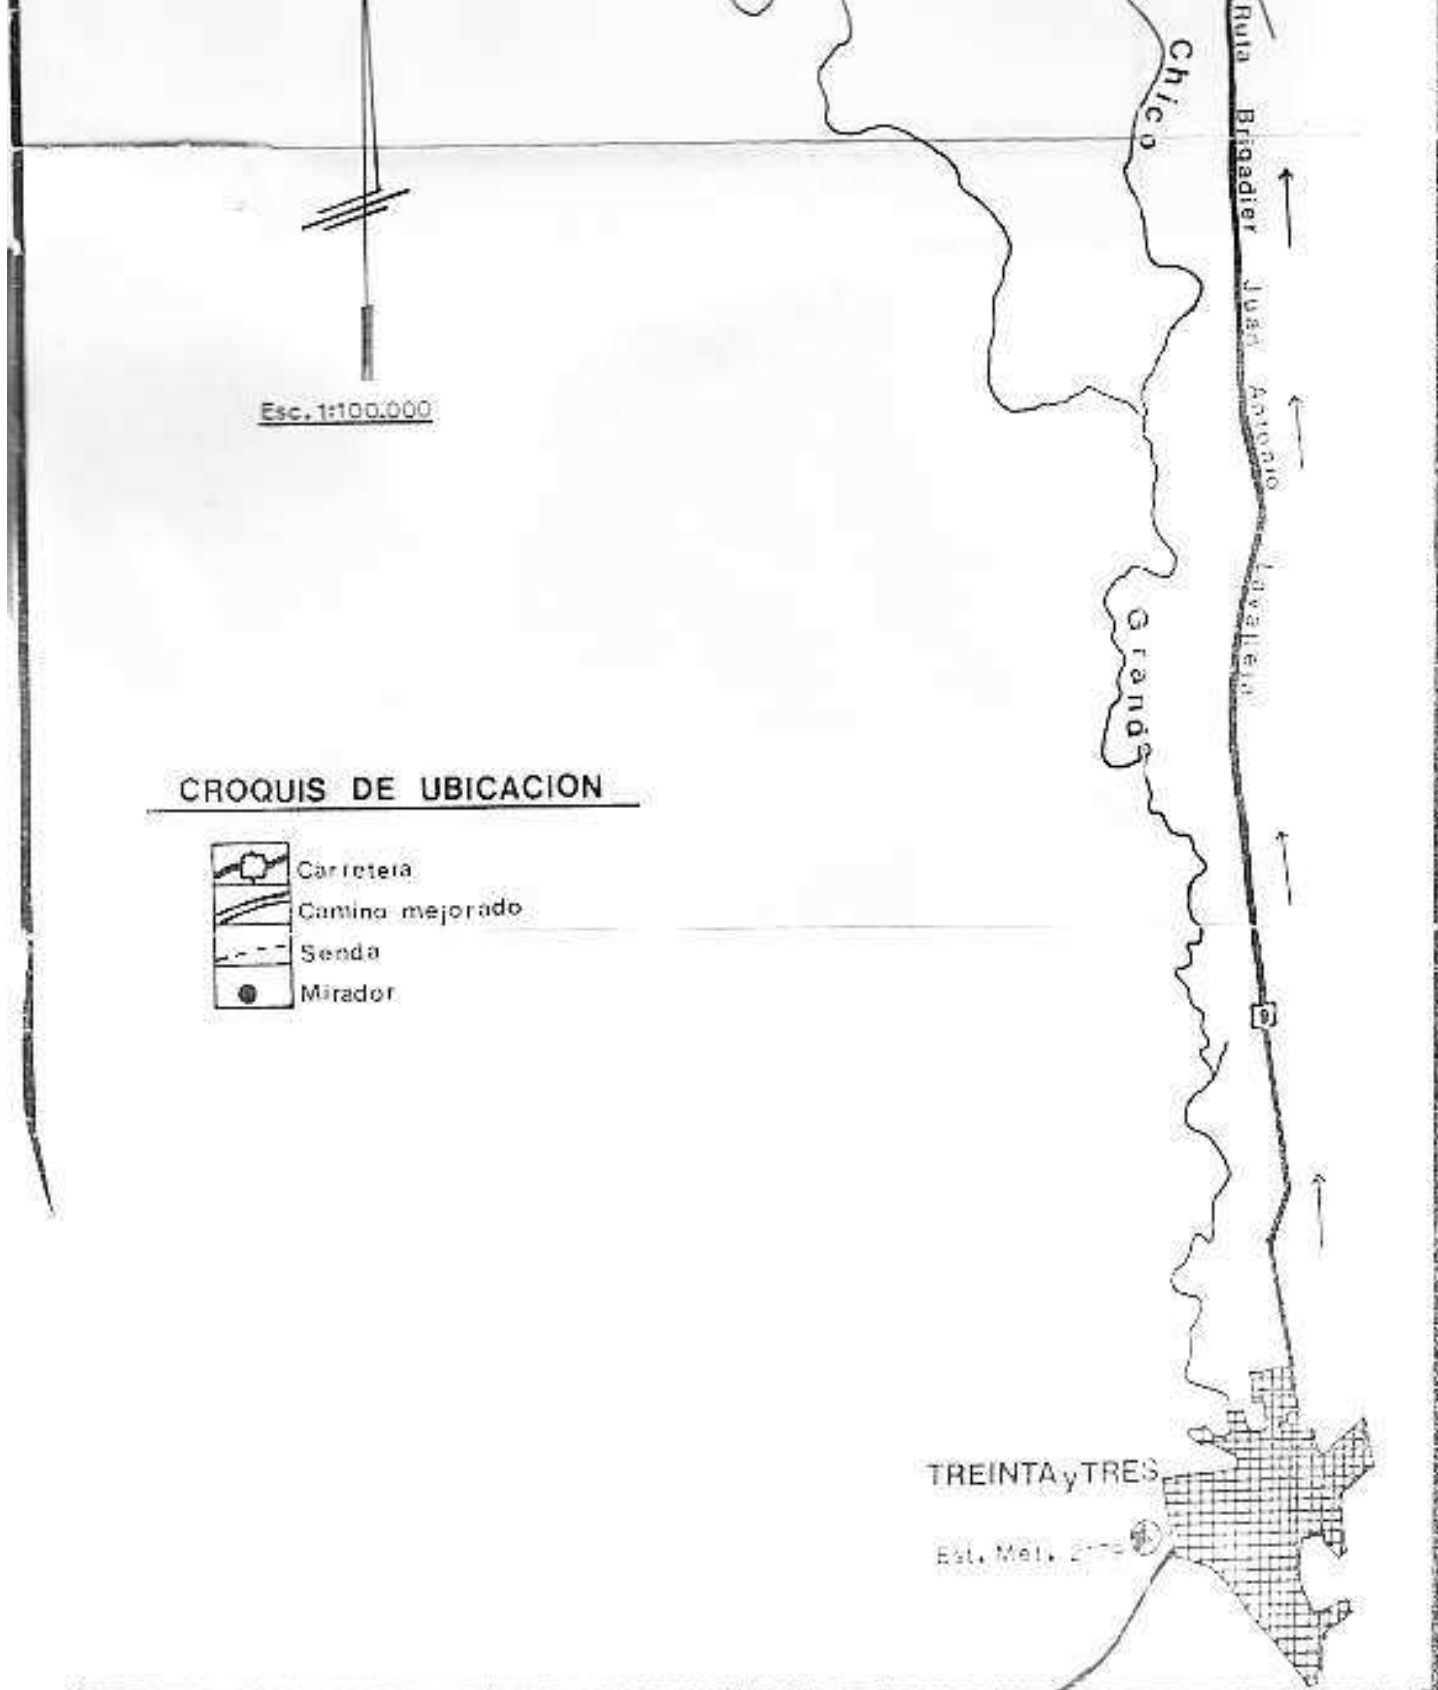 Chico
Ruta Brigadier Juan Antonio Lavalleja
Esc. 1:100.000
Grande
CROQUIS DE UBICACION
Carretera
Camino mejorado
Senda
Mirador
9
TREINTA y TRES
Est. Met.